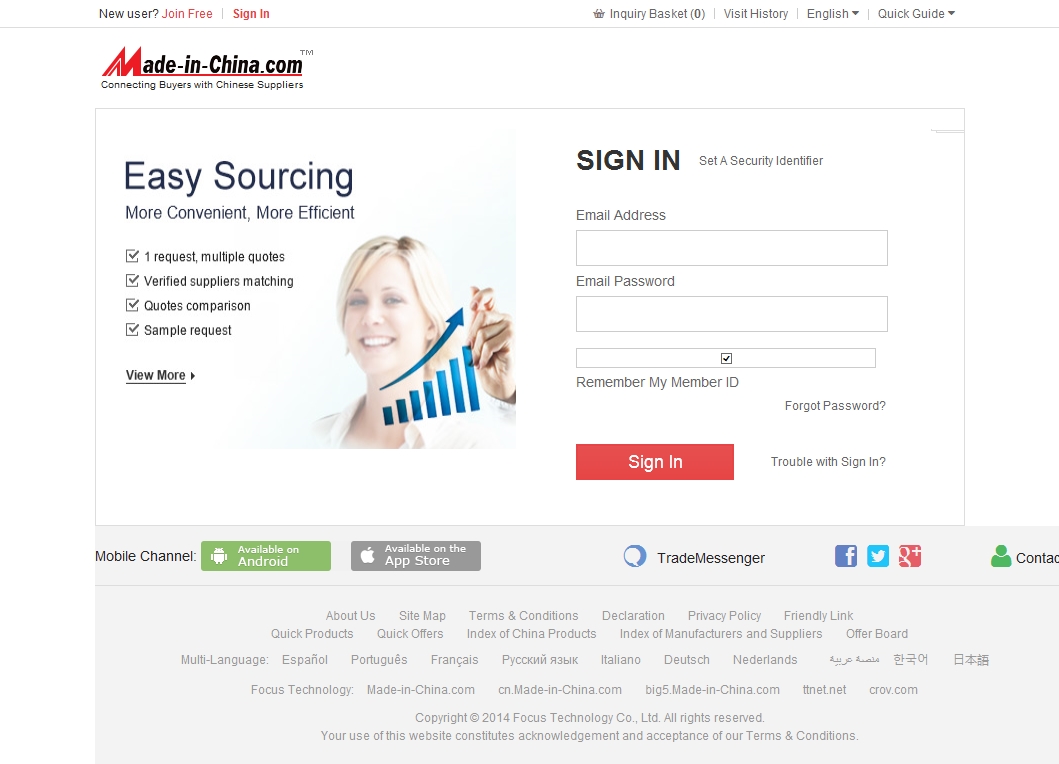 New user? Join Free Sign In Inquiry Basket (0) Visit History English Quick Guide
Made-in-China.com™
Connecting Buyers with Chinese Suppliers
Easy Sourcing
More Convenient, More Efficient
1 request, multiple quotes
Verified suppliers matching
Quotes comparison
Sample request
View More
SIGN IN Set A Security Identifier
Email Address
Email Password
Remember My Member ID
Forgot Password?
Sign In Trouble with Sign In?
Mobile Channel: Available on Android Available on the App Store TradeMessenger Contac
About Us Site Map Terms & Conditions Declaration Privacy Policy Friendly Link
Quick Products Quick Offers Index of China Products Index of Manufacturers and Suppliers Offer Board
Multi-Language: Español Português Français Русский язык Italiano Deutsch Nederlands منصة عربية 한국어 日本語
Focus Technology: Made-in-China.com cn.Made-in-China.com big5.Made-in-China.com ttnet.net crov.com
Copyright © 2014 Focus Technology Co., Ltd. All rights reserved.
Your use of this website constitutes acknowledgement and acceptance of our Terms & Conditions.